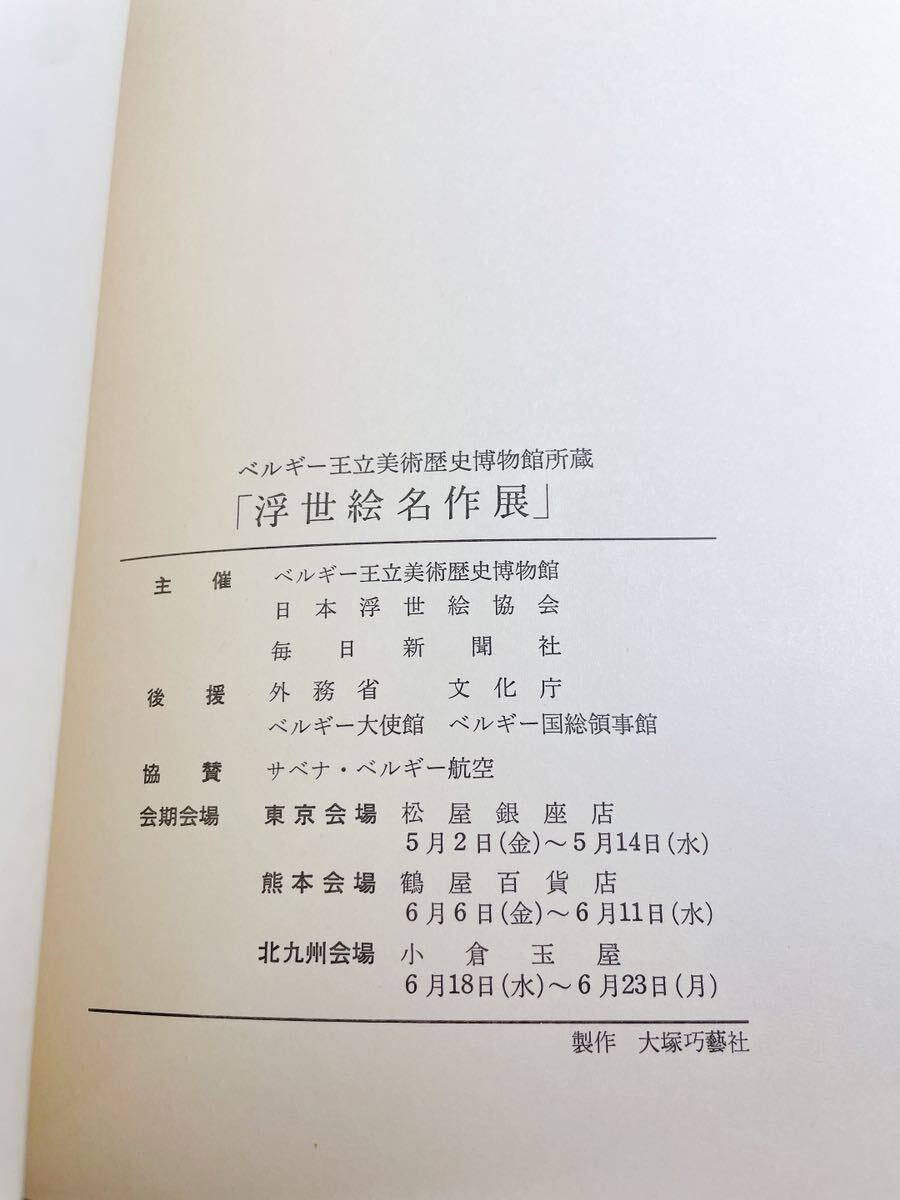 ベルギー王立美術歴史博物館所蔵
「浮世絵名作展」
主催 ベルギー王立美術歴史博物館
日本浮世絵協会
毎日新聞社
後援 外務省 文化庁
ベルギー大使館 ベルギー国総領事館
協賛 サベナ・ベルギー航空
会期会場 東京会場 松屋銀座店
5月2日(金)～5月14日(水)
熊本会場 鶴屋百貨店
6月6日(金)～6月11日(水)
北九州会場 小倉玉屋
6月18日(水)～6月23日(月)
製作 大塚巧藝社